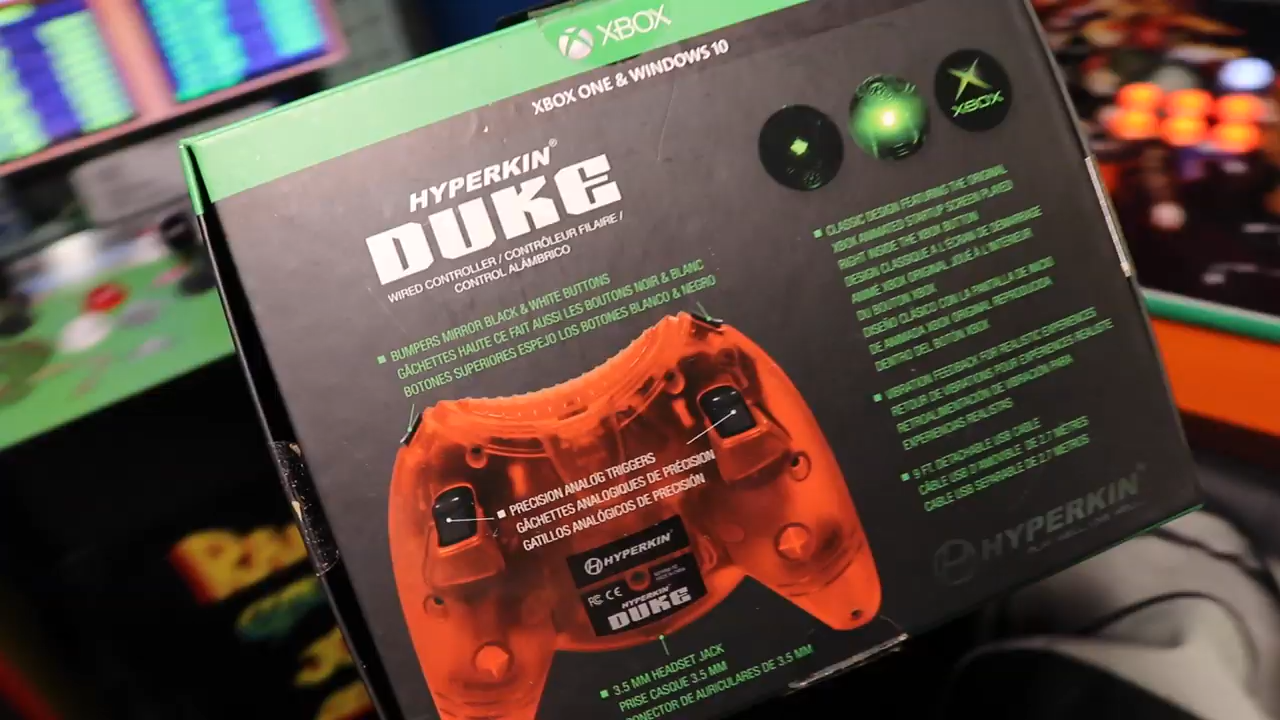 XBOX
XBOX ONE & WINDOWS 10
HYPERKIN®
DUKE
WIRED CONTROLLER / CONTRÔLEUR FILAIRE /
CONTROL ALÁMBRICO
BUMPERS MIRROR BLACK & WHITE BUTTONS
GÂCHETTES HAUTE CE FAIT AUSSI LES BOUTONS NOIR & BLANC
BOTONES SUPERIORES ESPEJO LOS BOTONES BLANCO & NEGRO
PRECISION ANALOG TRIGGERS
GÂCHETTES ANALOGIQUES DE PRÉCISION
GATILLOS ANALÓGICOS DE PRECISIÓN
HYPERKIN
FC CE
HYPERKIN
DUKE
3.5 MM HEADSET JACK
PRISE CASQUE 3.5 MM
CONECTOR DE AURICULARES DE 3.5 MM
XBOX
CLASSIC DESIGN FEATURING THE ORIGINAL
XBOX ANIMATED STARTUP SCREEN PLAYED
RIGHT INSIDE THE XBOX BUTTON
DESIGN CLASSIQUE A L'ÉCRAN DE DÉMARRAGE
ANIMÉ XBOX ORIGINAL JOUÉ À L'INTERIEUR
DU BOUTON XBOX
DISEÑO CLÁSICO CON LA PANTALLA DE INICIO
DE ANIMADA XBOX ORIGINAL REPRODUCIDA
DENTRO DEL BOTÓN XBOX
VIBRATION FEEDBACK FOR REALISTIC EXPERIENCES
RETOUR DE VIBRATIONS POUR EXPÉRIENCES RÉALISTE
RETROALIMENTACIÓN DE VIBRACIÓN PARA
EXPERIENCIAS REALISTAS
9 FT. DETACHABLE USB CABLE
CÂBLE USB D'AMOVIBLE DE 2.7 MÈTRES
CABLE USB SEPARABLE DE 2.7 METROS
HYPERKIN